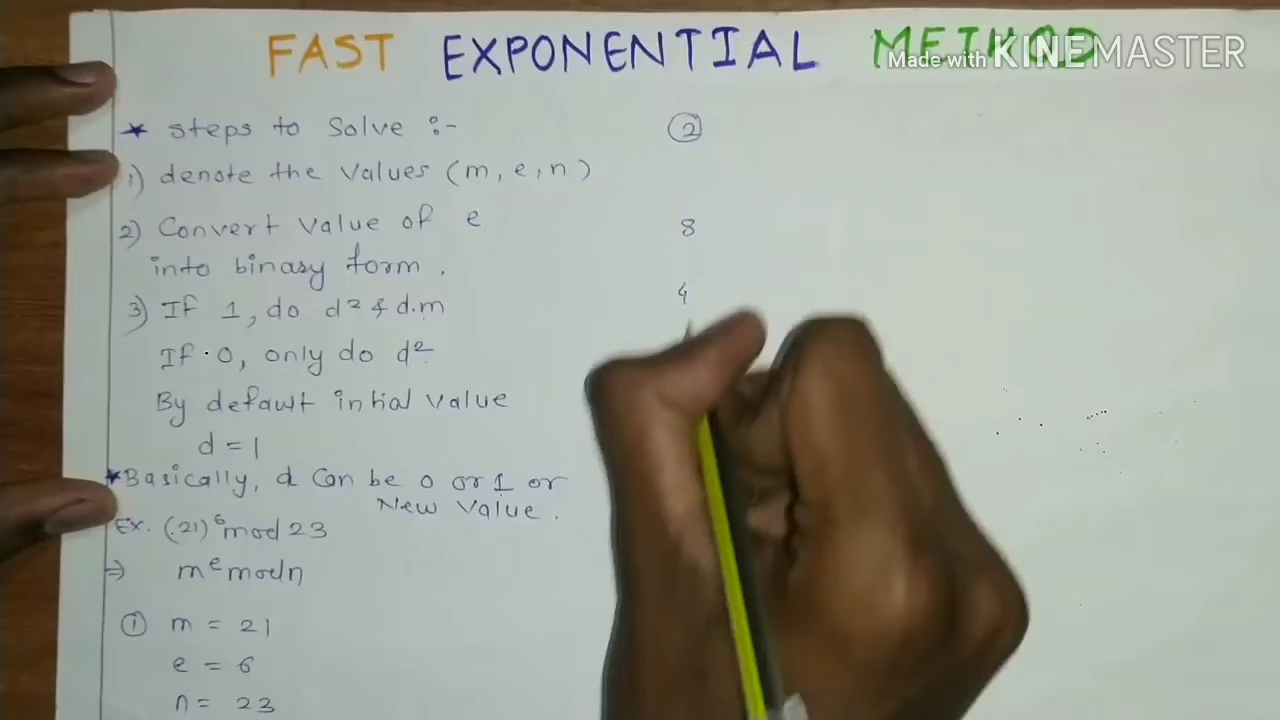 FAST EXPONENTIAL METHOD
Made with KINEMASTER
* steps to Solve :-
1) denote the values (m, e, n)
2) Convert value of e
into binary form.
3) If 1, do d² & d.m
If 0, only do d²
By default intial value
d = 1
* Basically, d can be 0 or 1 or
New value.
Ex. (21)⁶ mod 23
⇒ mᵉ mod n
① m = 21
e = 6
n = 23
②
8
4